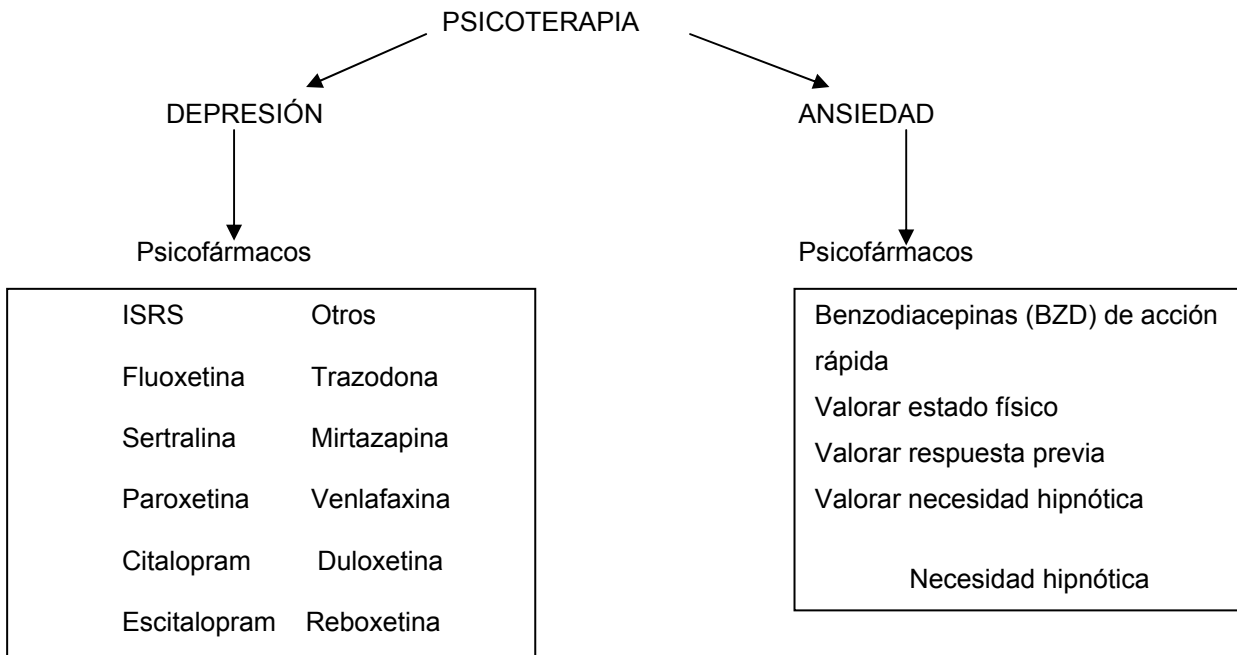 PSICOTERAPIA
DEPRESIÓN
Psicofármacos
ISRS Otros
Fluoxetina Trazodona
Sertralina Mirtazapina
Paroxetina Venlafaxina
Citalopram Duloxetina
Escitalopram Reboxetina
ANSIEDAD
Psicofármacos
Benzodiacepinas (BZD) de acción
rápida
Valorar estado físico
Valorar respuesta previa
Valorar necesidad hipnótica
Necesidad hipnótica